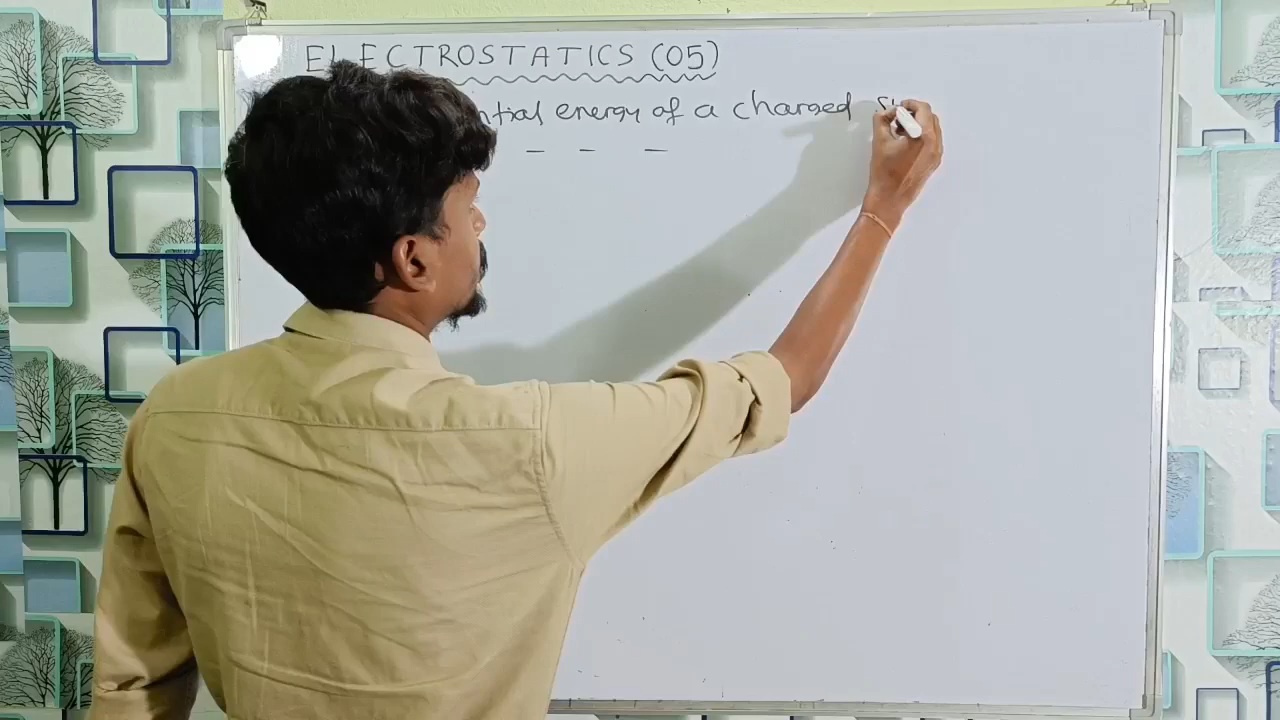 ELECTROSTATICS (05)
ntial energy of a charged